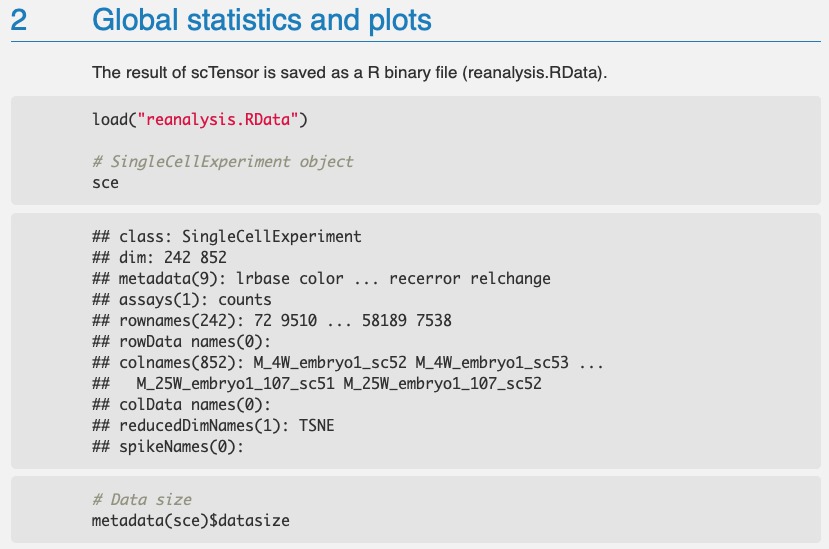 2 Global statistics and plots
The result of scTensor is saved as a R binary file (reanalysis.RData).
load("reanalysis.RData")
# SingleCellExperiment object
sce
## class: SingleCellExperiment
## dim: 242 852
## metadata(9): lrbase color ... recerror relchange
## assays(1): counts
## rownames(242): 72 9510 ... 58189 7538
## rowData names(0):
## colnames(852): M_4W_embryo1_sc52 M_4W_embryo1_sc53 ...
##   M_25W_embryo1_107_sc51 M_25W_embryo1_107_sc52
## colData names(0):
## reducedDimNames(1): TSNE
## spikeNames(0):
# Data size
metadata(sce)$datasize